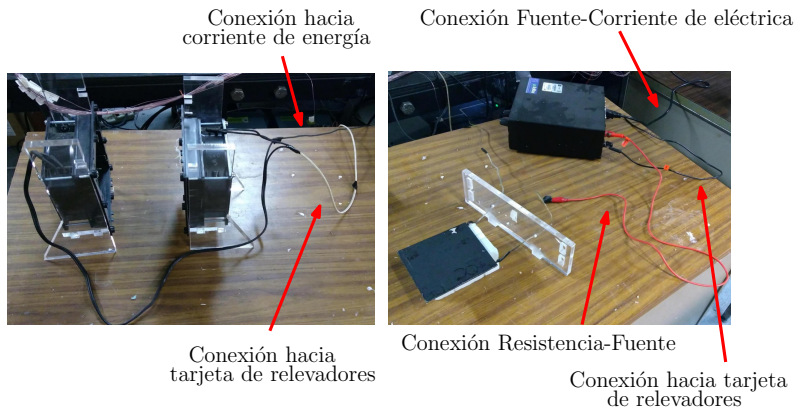 Conexión hacia
corriente de energía
Conexión Fuente-Corriente de eléctrica
Conexión Resistencia-Fuente
Conexión hacia
tarjeta de relevadores
Conexión hacia tarjeta
de relevadores